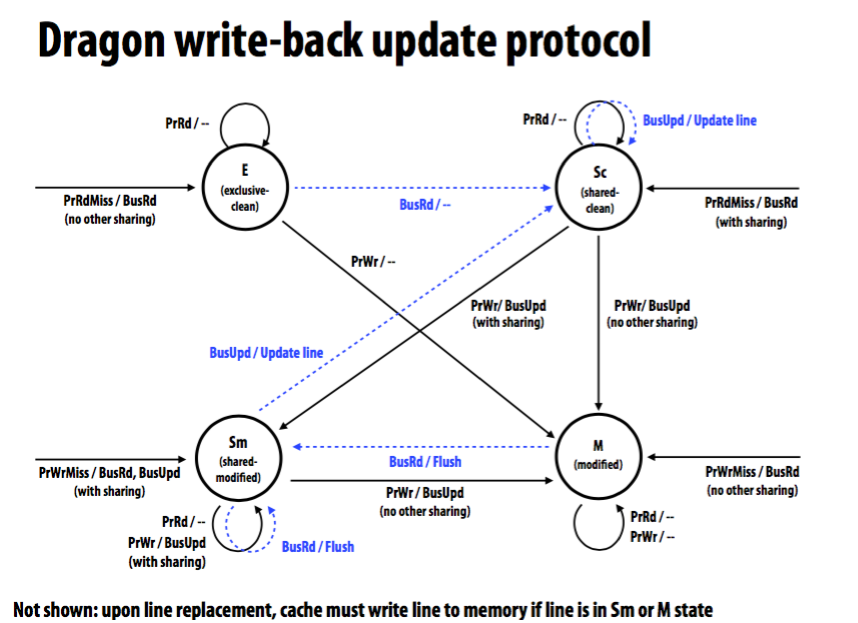 Dragon write-back update protocol
PrRd / --
E
(exclusive-
clean)
PrRdMiss / BusRd
(no other sharing)
BusRd / --
PrRd / --
BusUpd / Update line
Sc
(shared-
clean)
PrRdMiss / BusRd
(with sharing)
PrWr / --
PrWr/ BusUpd
(with sharing)
PrWr/ BusUpd
(no other sharing)
BusUpd / Update line
Sm
(shared-
modified)
PrWrMiss / BusRd, BusUpd
(with sharing)
BusRd / Flush
PrWr / BusUpd
(no other sharing)
M
(modified)
PrWrMiss / BusRd
(no other sharing)
PrRd / --
PrWr / BusUpd
(with sharing)
BusRd / Flush
PrRd / --
PrWr / --
Not shown: upon line replacement, cache must write line to memory if line is in Sm or M state